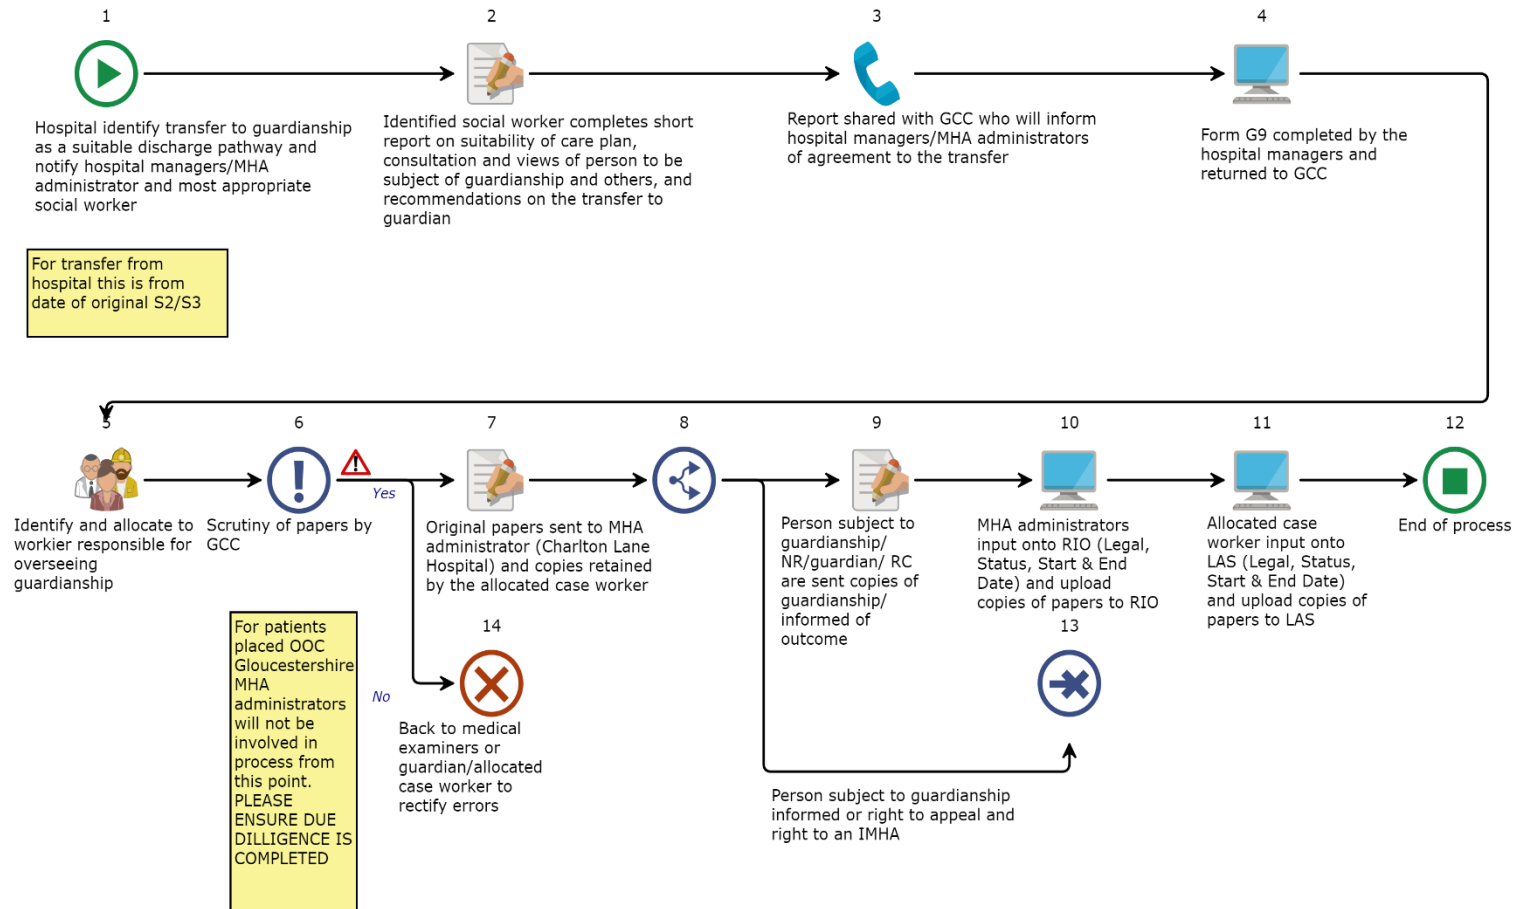 1
2
3
4
Hospital identify transfer to guardianship
as a suitable discharge pathway and
notify hospital managers/MHA
administrator and most appropriate
social worker
Identified social worker completes short
report on suitability of care plan,
consultation and views of person to be
subject of guardianship and others, and
recommendations on the transfer to
guardian
Report shared with GCC who will inform
hospital managers/MHA administrators
of agreement to the transfer
Form G9 completed by the
hospital managers and
returned to GCC
For transfer from
hospital this is from
date of original S2/S3
5
6
7
8
9
10
11
12
Identify and allocate to
workier responsible for
overseeing
guardianship
Scrutiny of papers by
GCC
Yes
Original papers sent to MHA
administrator (Charlton Lane
Hospital) and copies retained
by the allocated case worker
Person subject to
guardianship/
NR/guardian/ RC
are sent copies of
guardianship/
informed of
outcome
MHA administrators
input onto RIO (Legal,
Status, Start & End
Date) and upload
copies of papers to RIO
Allocated case
worker input onto
LAS (Legal, Status,
Start & End Date)
and upload copies of
papers to LAS
End of process
For patients
placed OOC
Gloucestershire
MHA
administrators
will not be
involved in
process from
this point.
PLEASE
ENSURE DUE
DILLIGENCE IS
COMPLETED
No
14
Back to medical
examiners or
guardian/allocated
case worker to
rectify errors
13
Person subject to guardianship
informed or right to appeal and
right to an IMHA